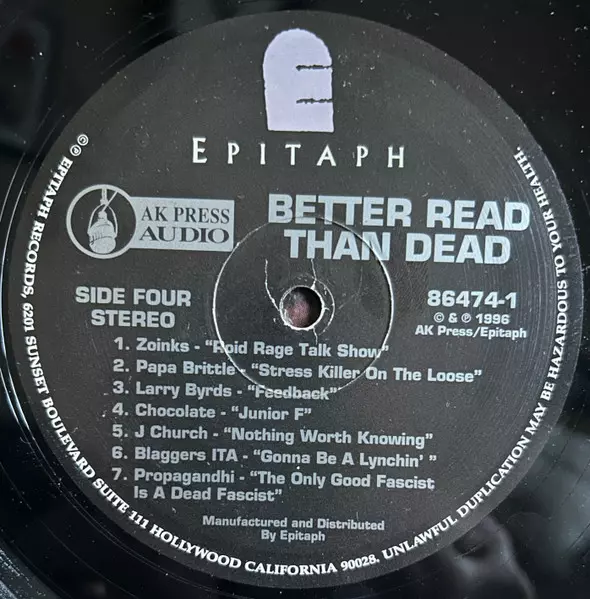 EPITAPH
AK PRESS
AUDIO
BETTER READ
THAN DEAD
SIDE FOUR
STEREO
86474-1
© & ℗ 1996
AK Press/Epitaph
1. Zoinks - “Roid Rage Talk Show”
2. Papa Brittle - “Stress Killer On The Loose”
3. Larry Byrds - “Feedback”
4. Chocolate - “Junior F”
5. J Church - “Nothing Worth Knowing”
6. Blaggers ITA - “Gonna Be A Lynchin’ ”
7. Propagandhi - “The Only Good Fascist
Is A Dead Fascist”
Manufactured and Distributed
By Epitaph
©℗ EPITAPH RECORDS, 6201 SUNSET BOULEVARD SUITE 111 HOLLYWOOD CALIFORNIA 90028. UNLAWFUL DUPLICATION MAY BE HAZARDOUS TO YOUR HEALTH.